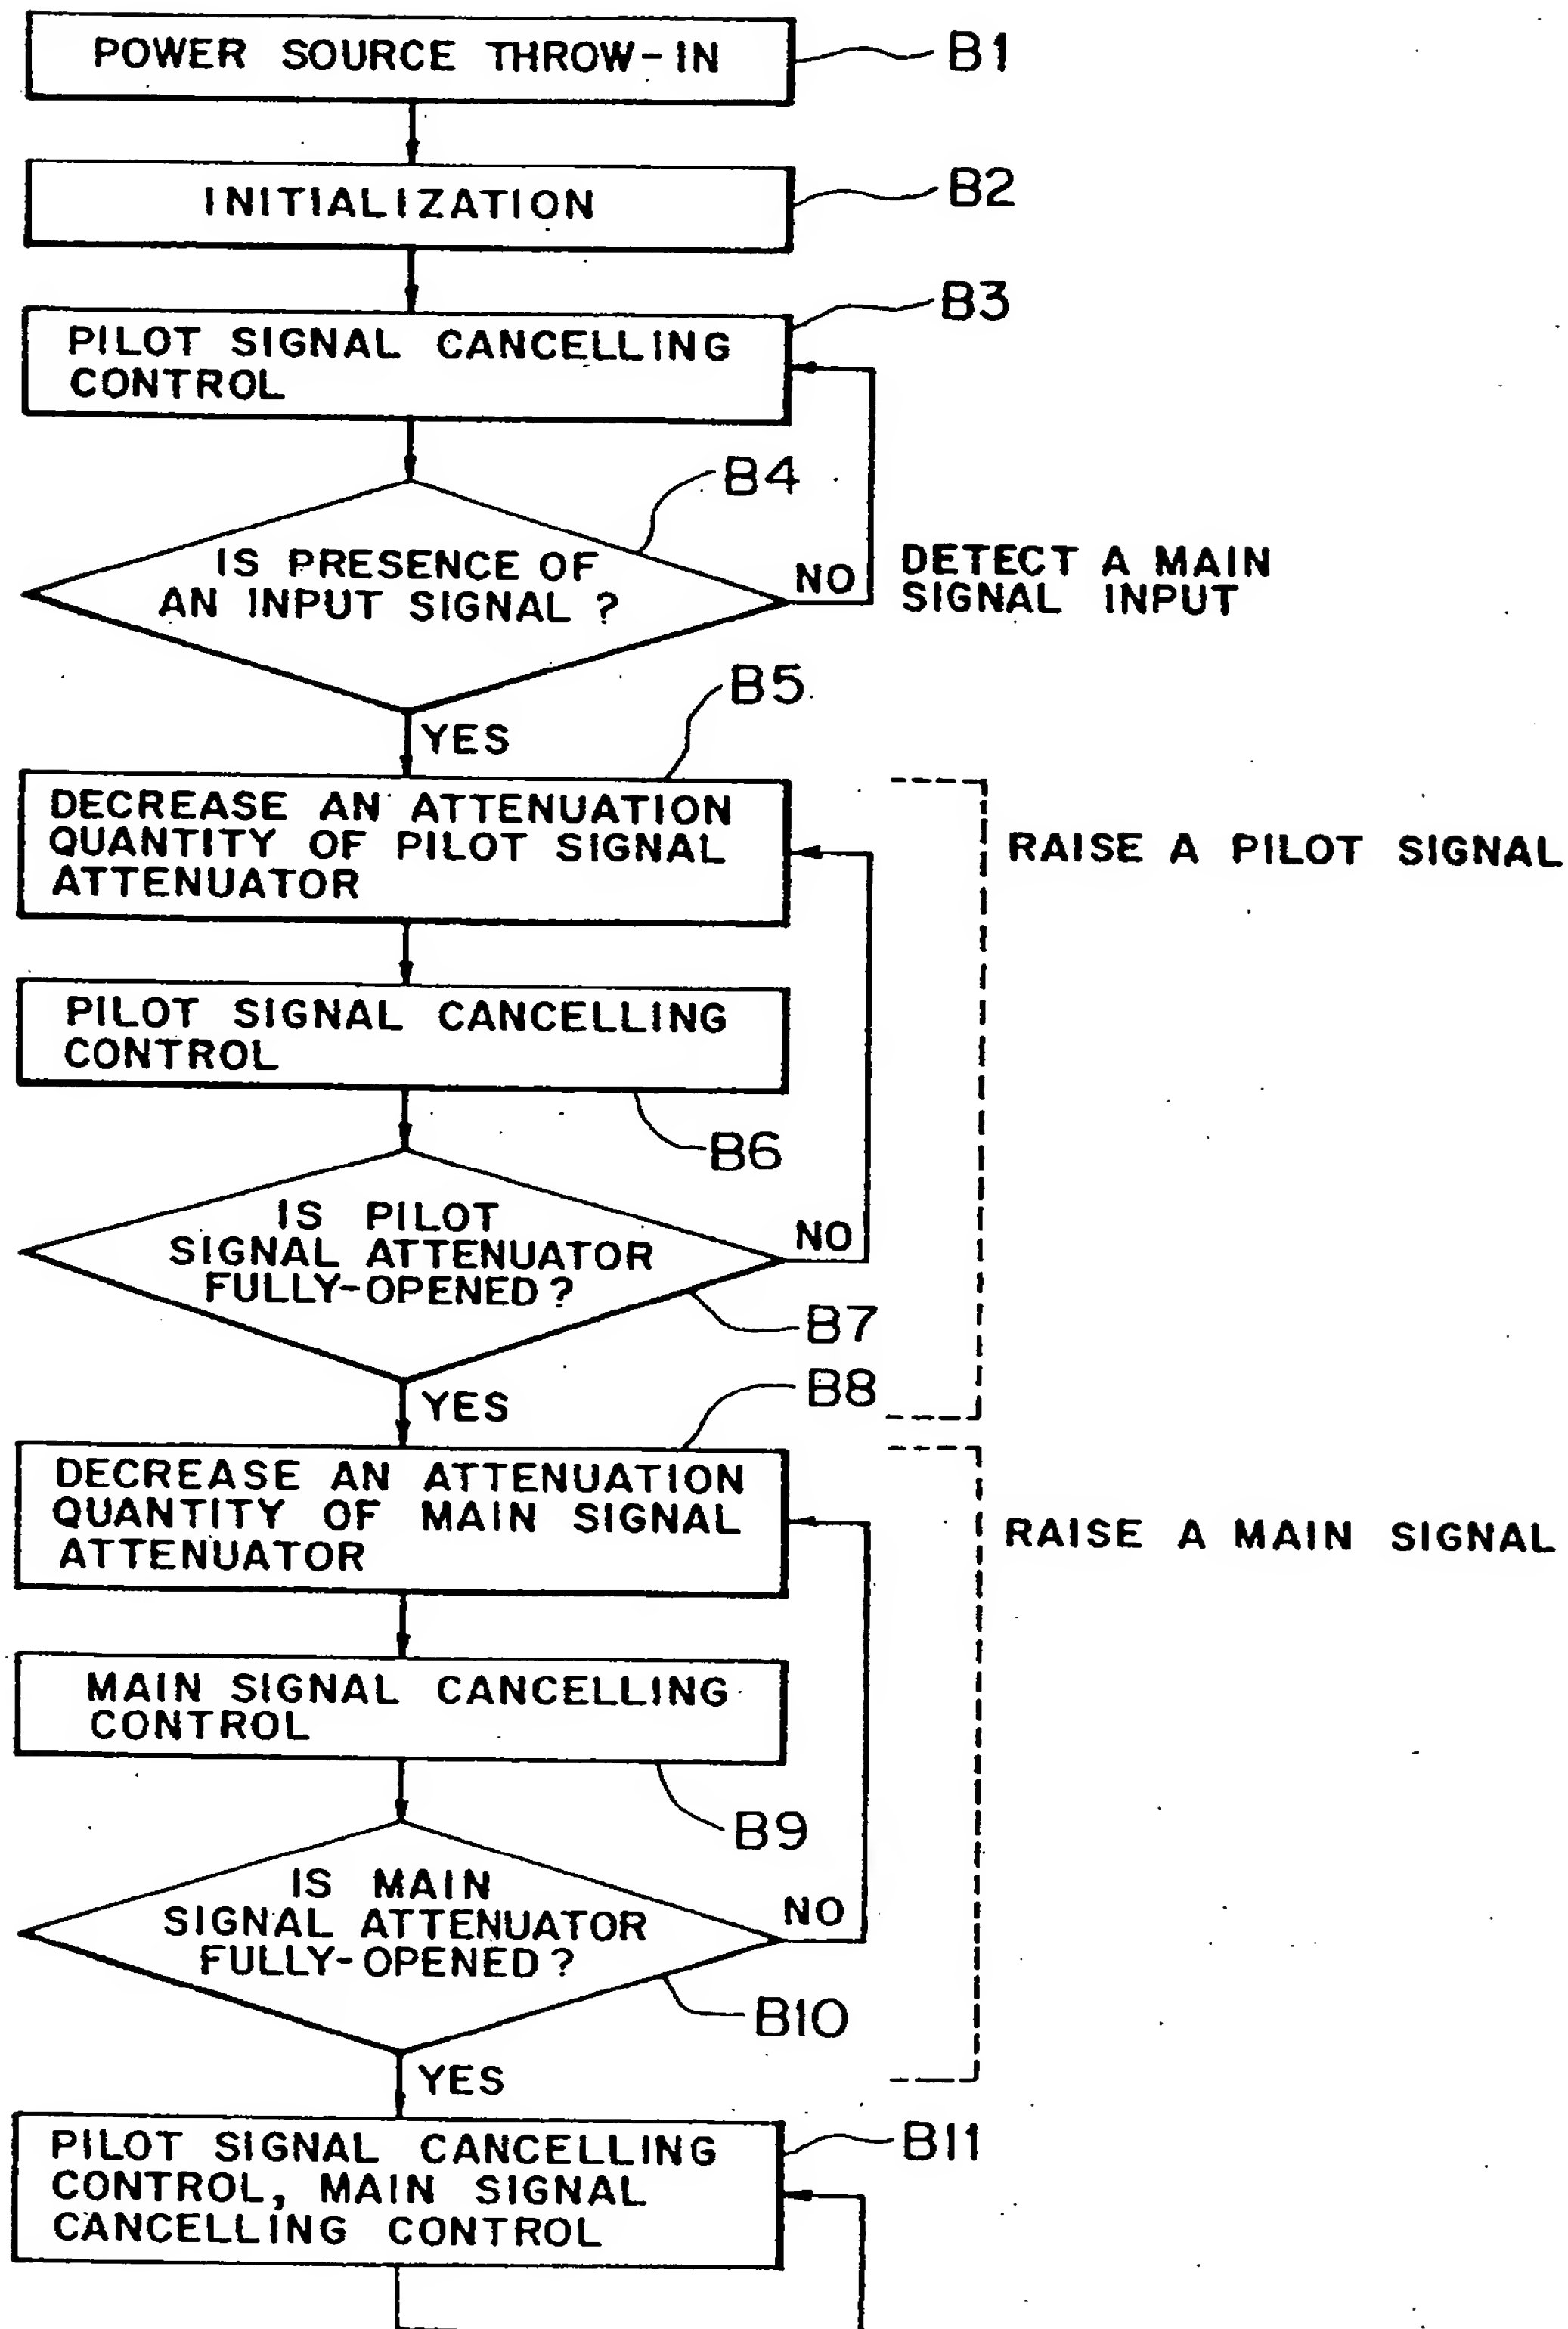 POWER SOURCE THROW-IN
B1
INITIALIZATION
B2
B3
PILOT SIGNAL CANCELLING
CONTROL
B4
IS PRESENCE OF
AN INPUT SIGNAL ?
NO
DETECT A MAIN
SIGNAL INPUT
B5
YES
DECREASE AN ATTENUATION
QUANTITY OF PILOT SIGNAL
ATTENUATOR
RAISE A PILOT SIGNAL
PILOT SIGNAL CANCELLING
CONTROL
B6
IS PILOT
SIGNAL ATTENUATOR
FULLY-OPENED ?
NO
B7
B8
YES
DECREASE AN ATTENUATION
QUANTITY OF MAIN SIGNAL
ATTENUATOR
RAISE A MAIN SIGNAL
MAIN SIGNAL CANCELLING
CONTROL
B9
IS MAIN
SIGNAL ATTENUATOR
FULLY-OPENED ?
NO
B10
YES
B11
PILOT SIGNAL CANCELLING
CONTROL, MAIN SIGNAL
CANCELLING CONTROL